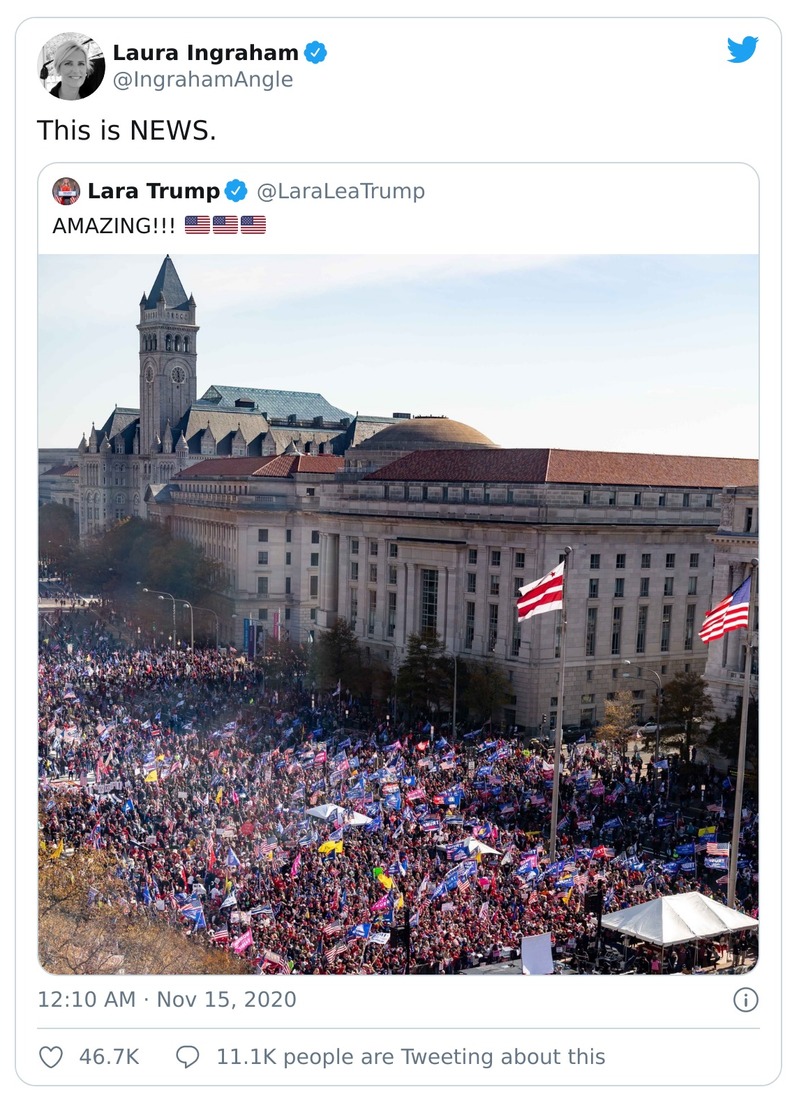 Laura Ingraham
@IngrahamAngle
This is NEWS.
Lara Trump @LaraLeaTrump
AMAZING!!! 🇺🇸🇺🇸🇺🇸
12:10 AM · Nov 15, 2020
46.7K 11.1K people are Tweeting about this